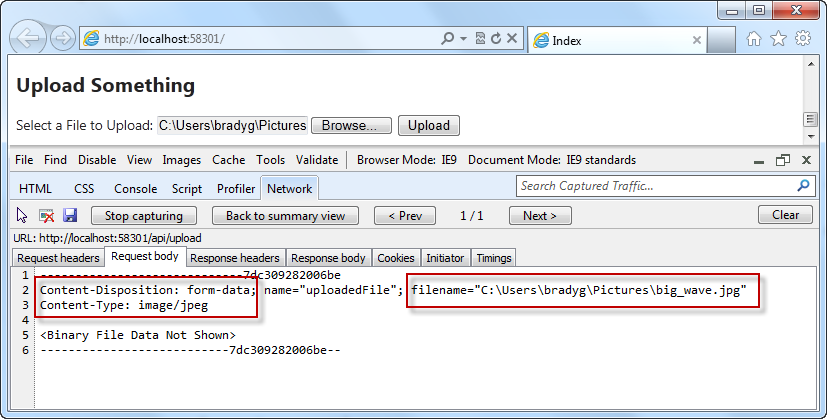 http://localhost:58301/
Index
Upload Something
Select a File to Upload: C:\Users\bradyg\Pictures Browse... Upload
File Find Disable View Images Cache Tools Validate Browser Mode: IE9 Document Mode: IE9 standards
HTML CSS Console Script Profiler Network Search Captured Traffic...
Stop capturing Back to summary view < Prev 1 / 1 Next > Clear
URL: http://localhost:58301/api/upload
Request headers Request body Response headers Response body Cookies Initiator Timings
1 -----------------------------7dc309282006be
2 Content-Disposition: form-data; name="uploadedFile"; filename="C:\Users\bradyg\Pictures\big_wave.jpg"
3 Content-Type: image/jpeg
4
5 <Binary File Data Not Shown>
6 ---------------------------7dc309282006be--